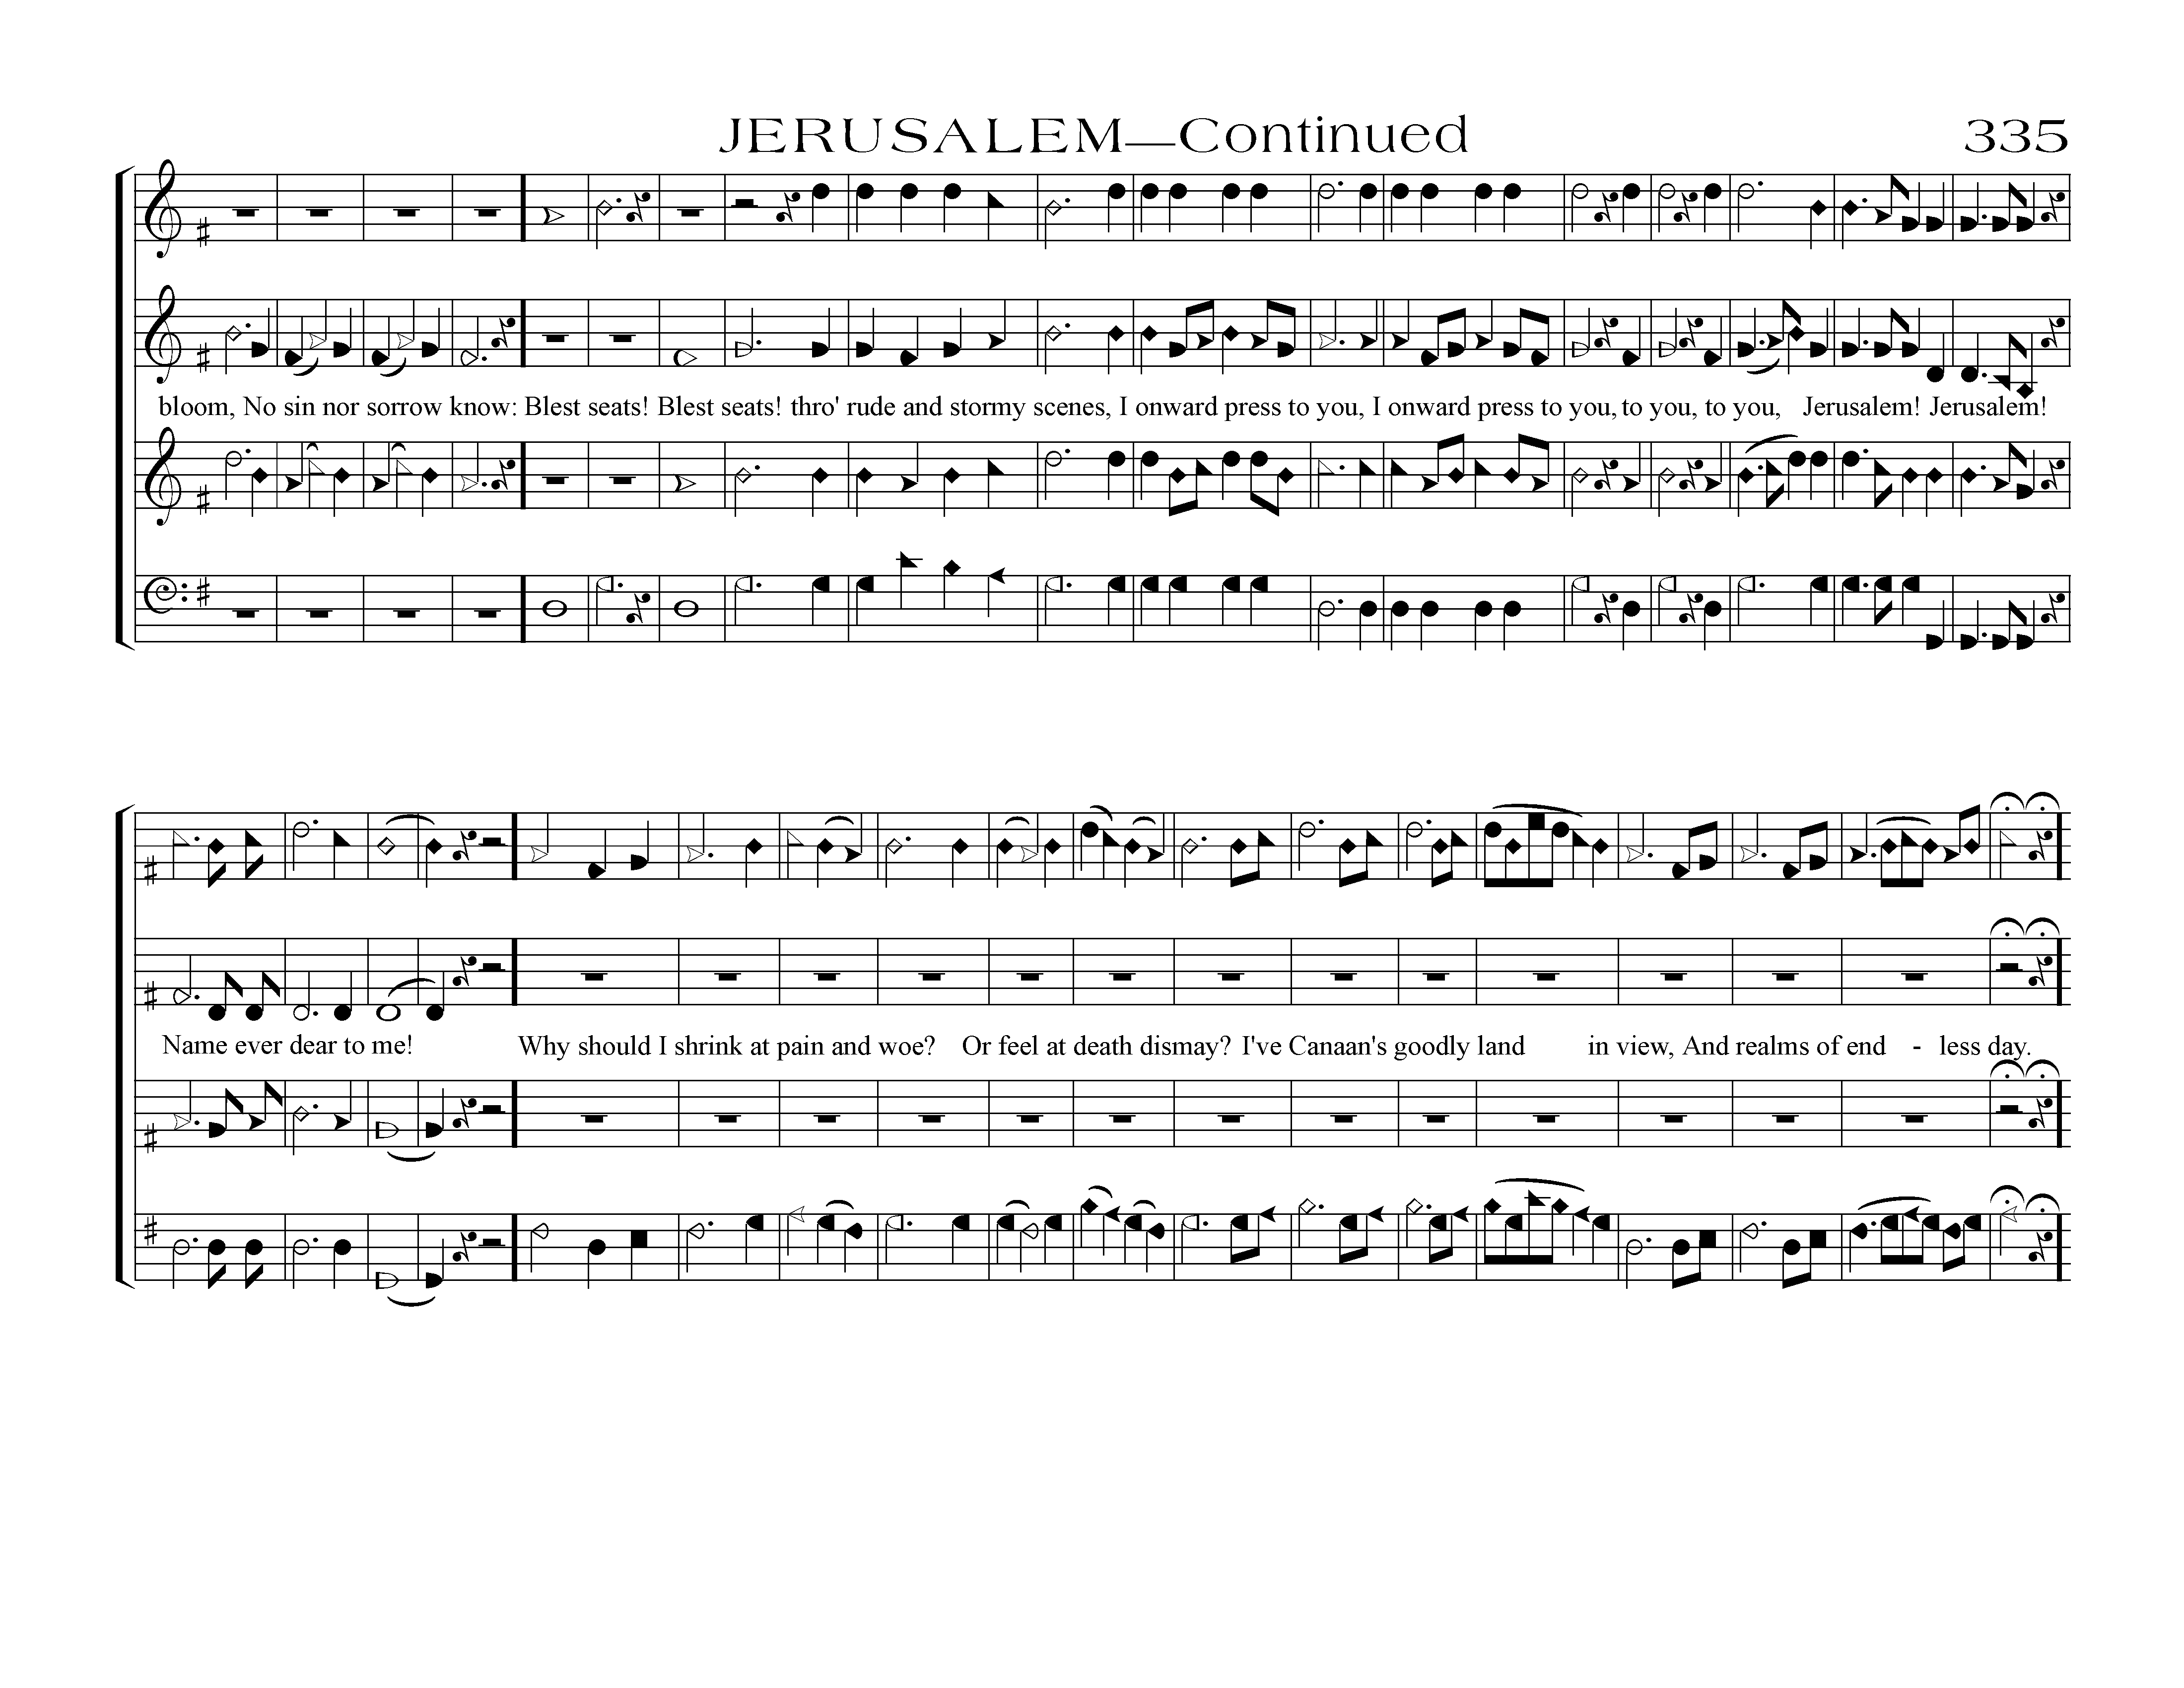 JERUSALEM—Continued 335
bloom, No sin nor sorrow know: Blest seats! Blest seats! thro' rude and stormy scenes, I onward press to you, I onward press to you, to you, to you, Jerusalem! Jerusalem!
Name ever dear to me! Why should I shrink at pain and woe? Or feel at death dismay? I've Canaan's goodly land in view, And realms of end - less day.